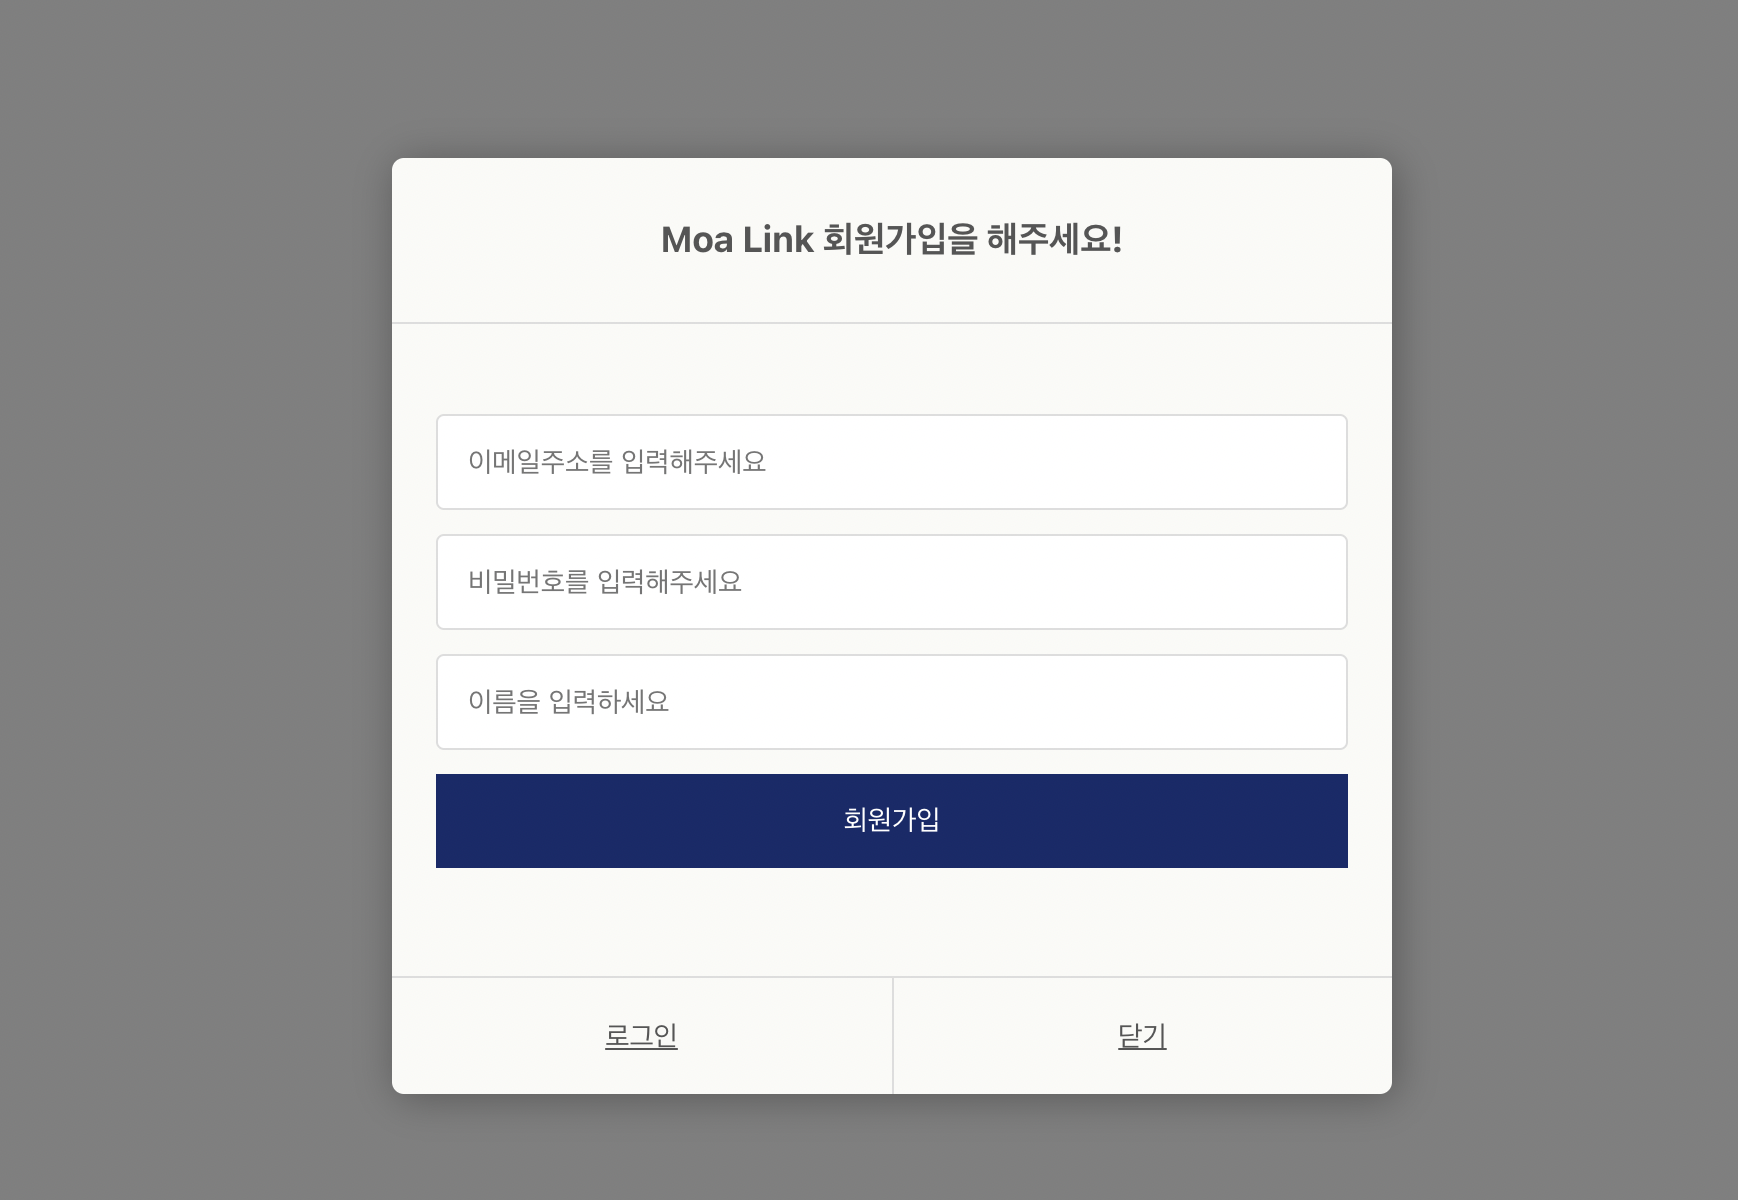 Moa Link 회원가입을 해주세요!
이메일주소를 입력해주세요
비밀번호를 입력해주세요
이름을 입력하세요
회원가입
로그인
닫기